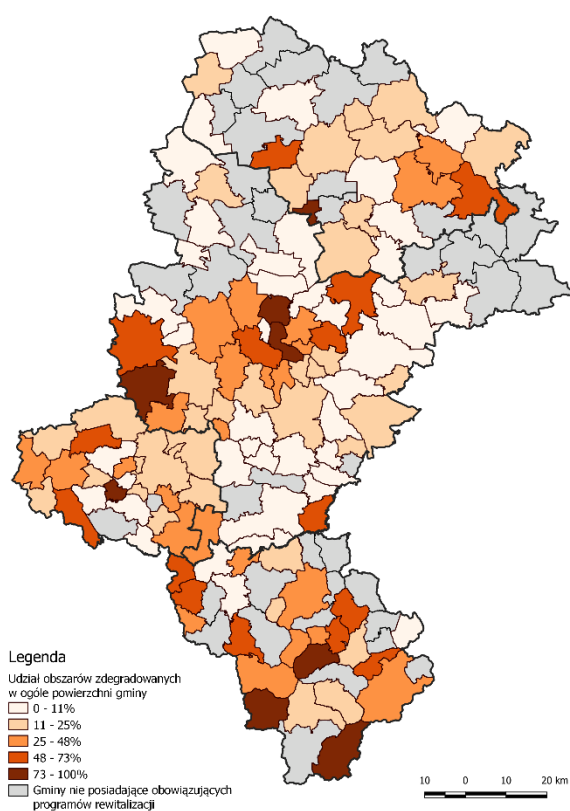 Legenda
Udział obszarów zdegradowanych
w ogóle powierzchni gminy
0 - 11%
11 - 25%
25 - 48%
48 - 73%
73 - 100%
Gminy nie posiadające obowiązujących
programów rewitalizacji
10 0 10 20 km